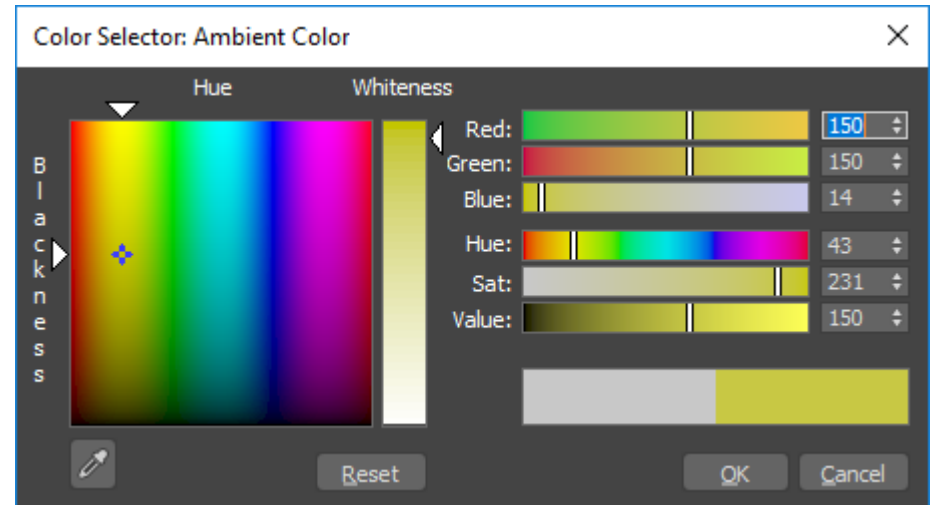 Color Selector: Ambient Color
Hue
Whiteness
Blackness
Red: 150
Green: 150
Blue: 14
Hue: 43
Sat: 231
Value: 150
Reset
OK
Cancel